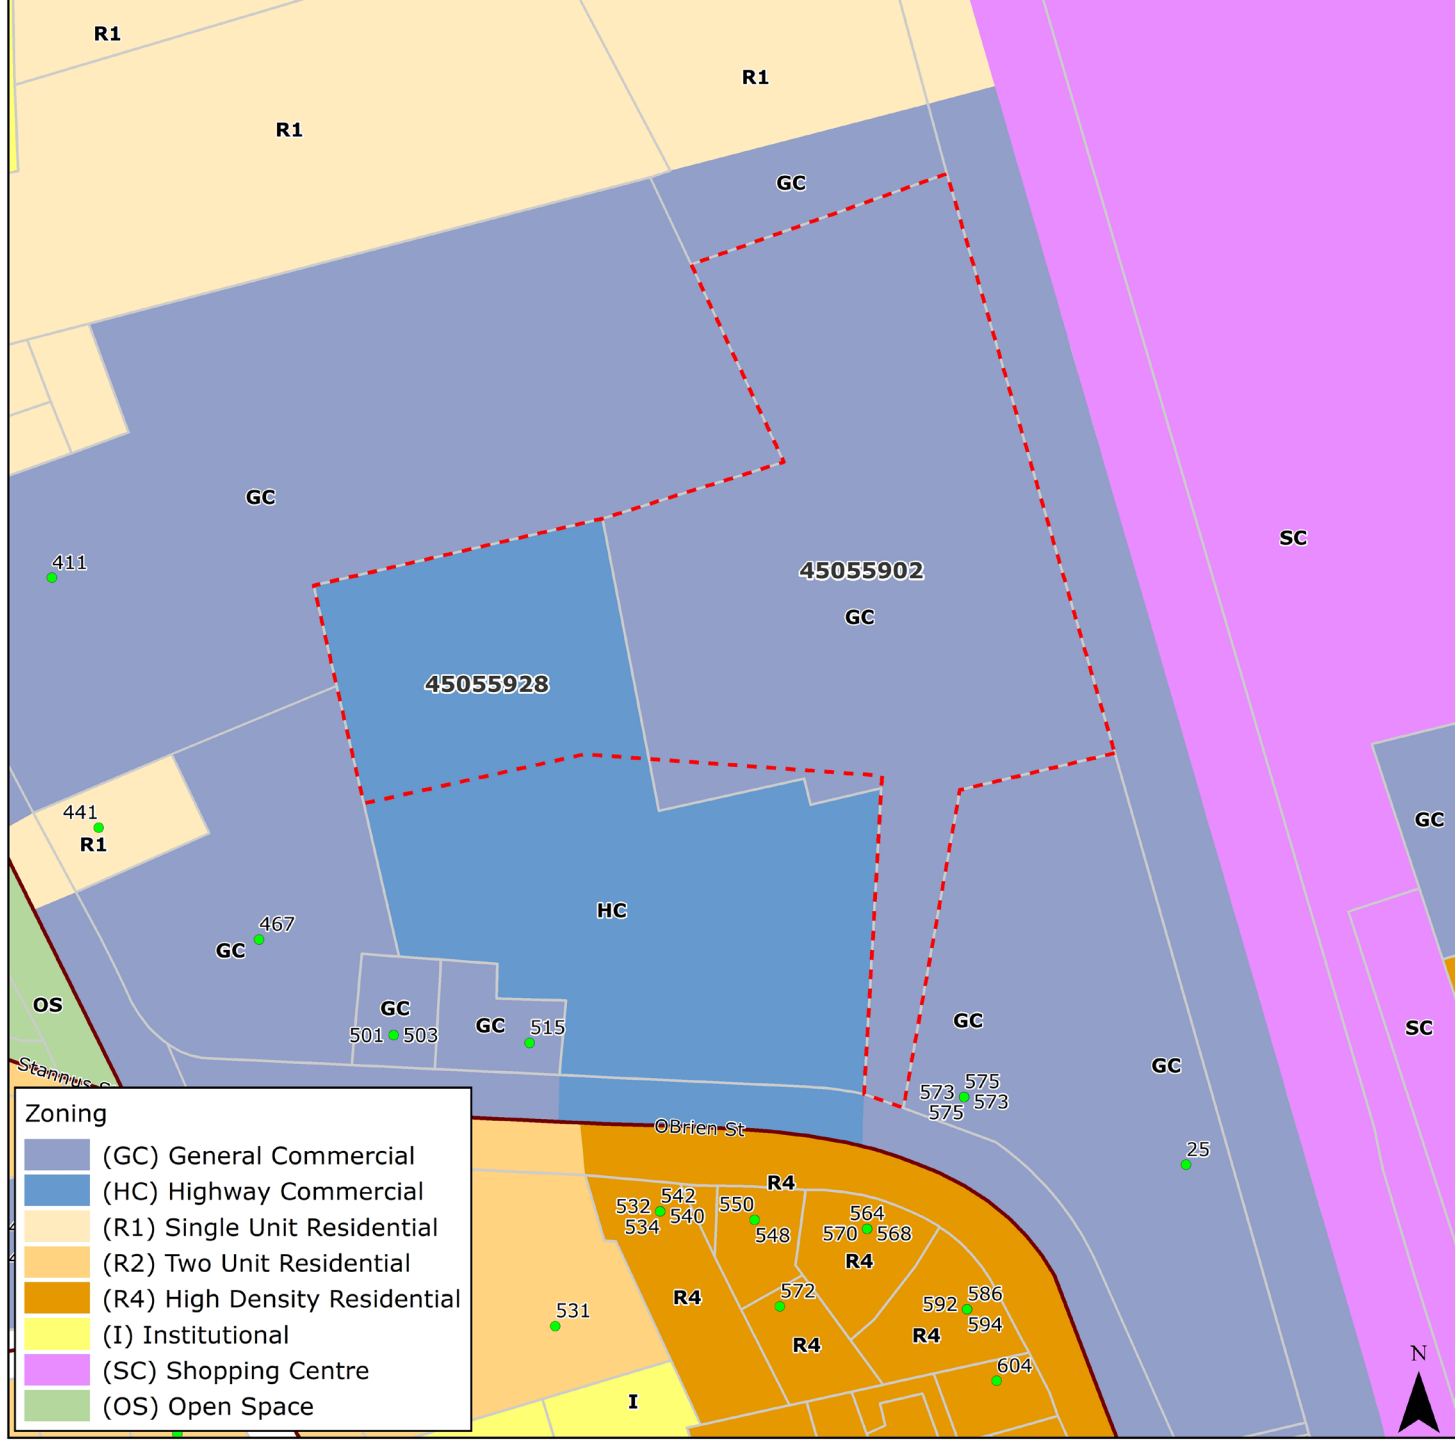 R1
R1
R1
GC
GC
SC
411
45055902
GC
45055928
441
R1
GC
HC
467
GC
OS
GC
501 503
GC
515
GC
SC
GC
573 575
575 573
Stannus S
OBrien St
25
R4
532 542
534 540
550
548
564
570 568
R4
R4
572
R4
592 586
594
R4
531
604
I
Zoning
(GC) General Commercial
(HC) Highway Commercial
(R1) Single Unit Residential
(R2) Two Unit Residential
(R4) High Density Residential
(I) Institutional
(SC) Shopping Centre
(OS) Open Space
N